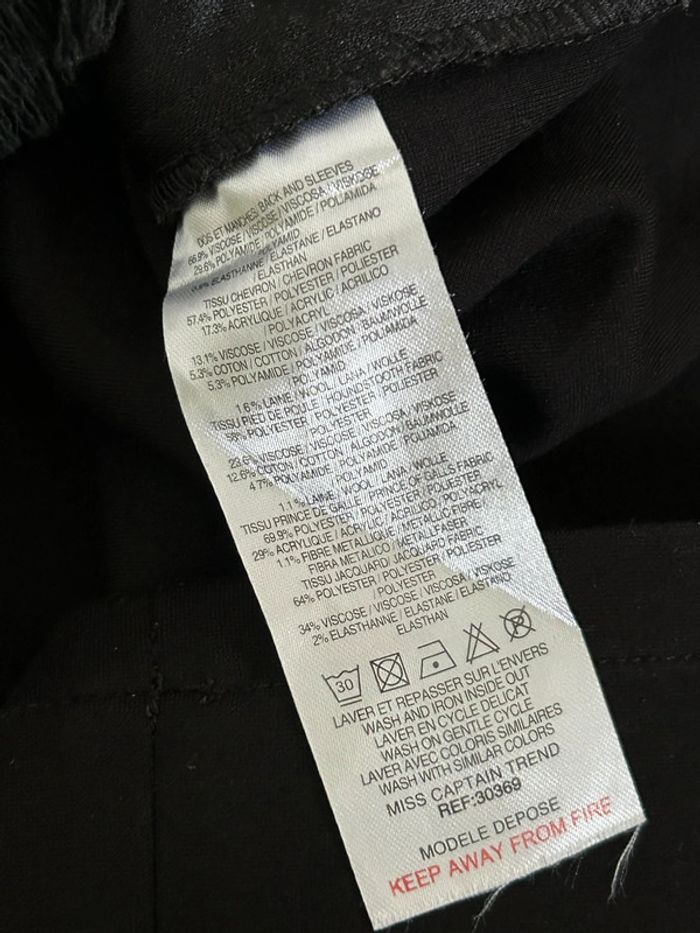 DOS ET MANCHES BACK AND SLEEVES
66.9% VISCOSE / VISCOSE / VISCOSA / VISKOSE
29.6% POLYAMIDE / POLYAMIDE / POLIAMIDA
POLYAMID
ELASTHANNE / ELASTANE / ELASTANO
/ ELASTHAN
TISSU CHEVRON / CHEVRON FABRIC
57.4% POLYESTER / POLYESTER / POLIESTER
17.3% ACRYLIQUE / ACRYLIC / ACRILICO
/ POLYACRYL
13.1% VISCOSE / VISCOSE / VISCOSA / VISKOSE
5.3% COTON / COTTON / ALGODON / BAUMWOLLE
5.3% POLYAMIDE / POLYAMIDE / POLIAMIDA
POLYAMID
1.6% LAINE / WOOL / LANA / WOLLE
TISSU PIED DE POULE / HOUNDSTOOTH FABRIC
58% POLYESTER / POLYESTER / POLIESTER
POLYESTER
23.6% VISCOSE / VISCOSE / VISCOSA / VISKOSE
12.6% COTON / COTTON / ALGODON / BAUMWOLLE
4.7% POLYAMIDE / POLYAMIDE / POLIAMIDA
POLYAMID
1.1% LAINE / WOOL / LANA / WOLLE
TISSU PRINCE DE GALLE / PRINCE OF GALLS FABRIC
69.9% POLYESTER / POLYESTER / POLIESTER
29% ACRYLIQUE / ACRYLIC / ACRILICO / POLYACRYL
1.1% FIBRE METALLIQUE / METALLIC FIBRE
FIBRA METALICO / METALLFASER
TISSU JACQUARD / JACQUARD FABRIC
64% POLYESTER / POLYESTER / POLIESTER
/ POLYESTER
34% VISCOSE / VISCOSE / VISCOSA / VISKOSE
2% ELASTHANNE / ELASTANE / ELASTANO
ELASTHAN
30
LAVER ET REPASSER SUR L'ENVERS
WASH AND IRON INSIDE OUT
LAVER EN CYCLE DELICAT
WASH ON GENTLE CYCLE
LAVER AVEC COLORIS SIMILAIRES
WASH WITH SIMILAR COLORS
MISS CAPTAIN TREND
REF:30369
MODELE DEPOSE
KEEP AWAY FROM FIRE